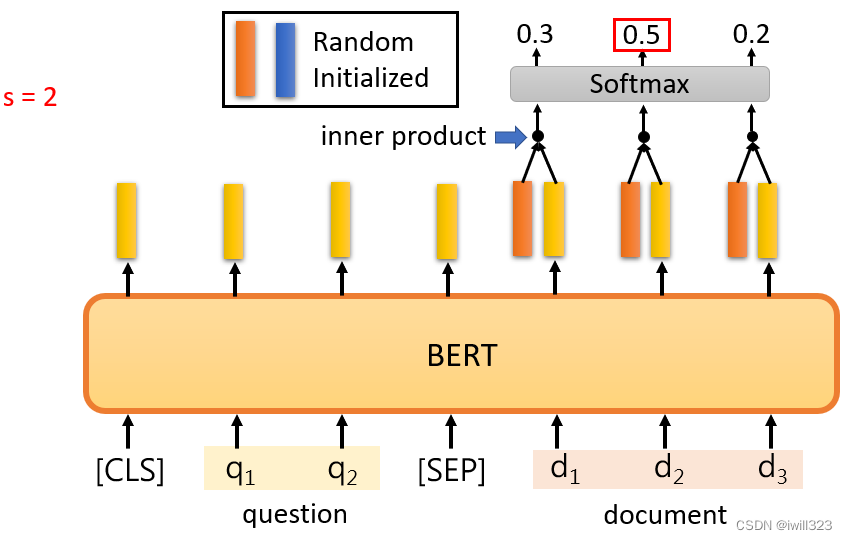 0.3 0.5 0.2
Random
Initialized
Softmax
s = 2
inner product
BERT
[CLS] q₁ q₂ [SEP] d₁ d₂ d₃
question document
CSDN @iwill323